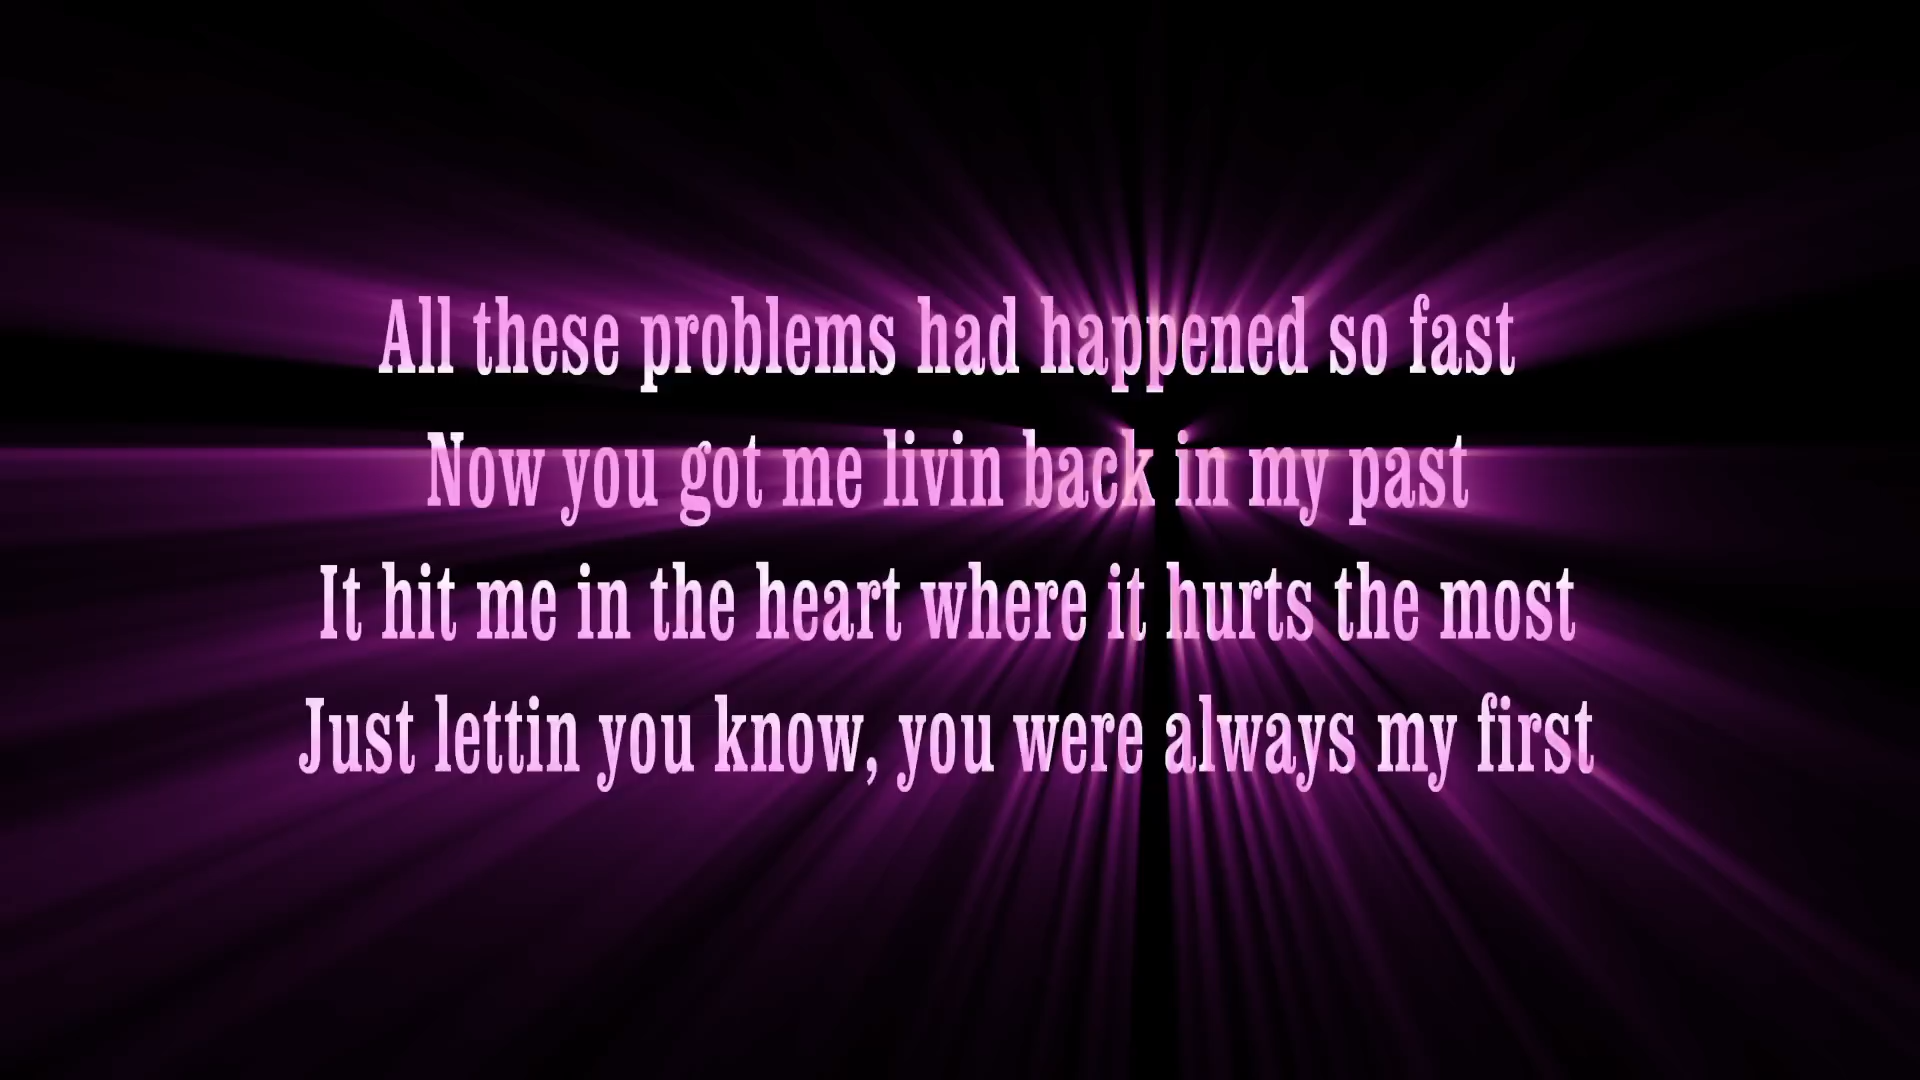 All these problems had happened so fast
Now you got me livin back in my past
It hit me in the heart where it hurts the most
Just lettin you know, you were always my first